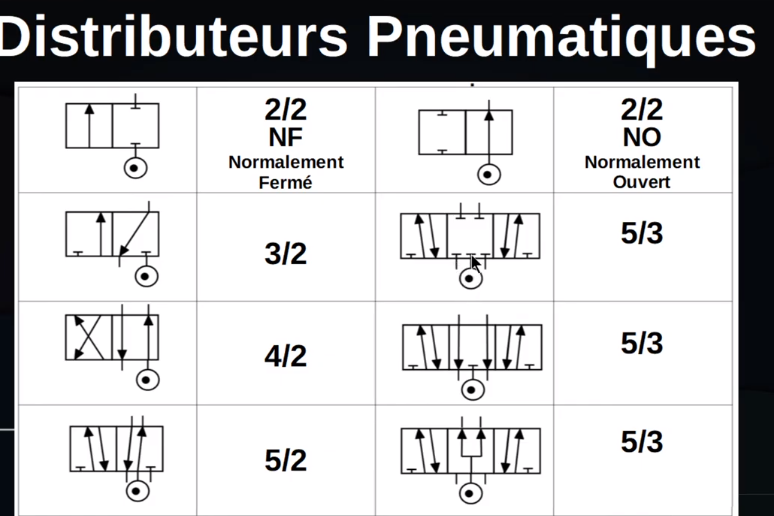 Distributeurs Pneumatiques
2/2
NF
Normalement
Fermé
2/2
NO
Normalement
Ouvert
3/2
5/3
4/2
5/3
5/2
5/3